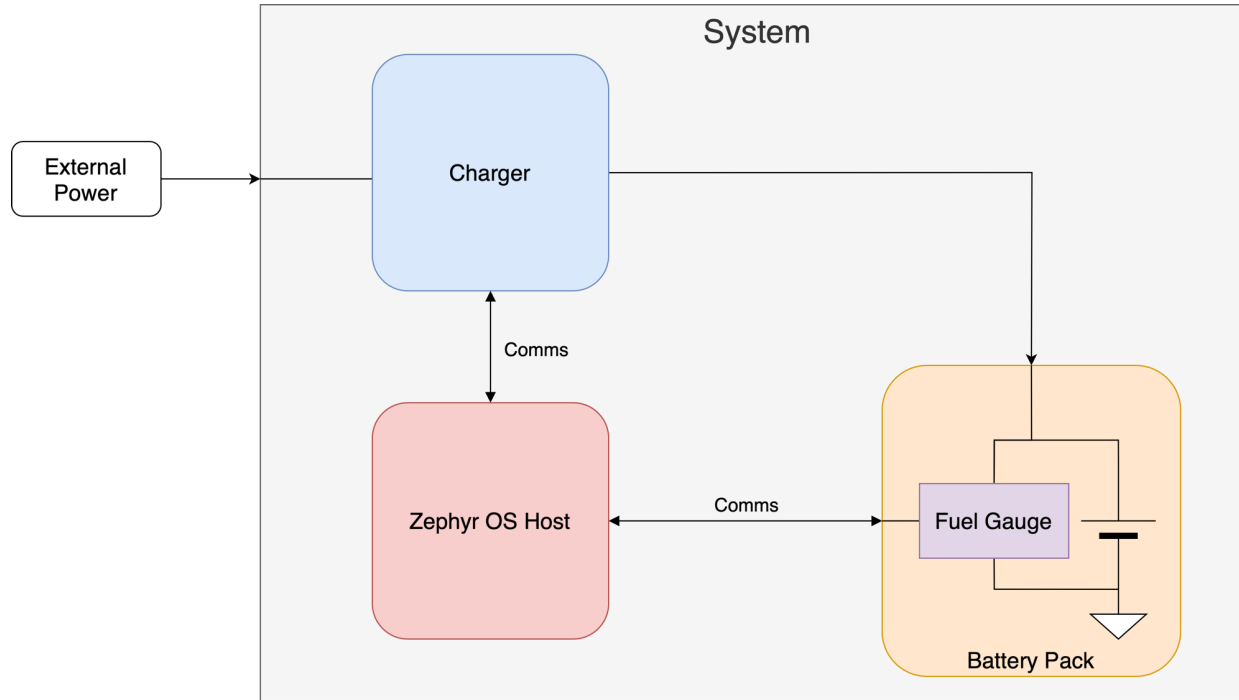 System
External
Power
Charger
Comms
Zephyr OS Host
Comms
Fuel Gauge
Battery Pack